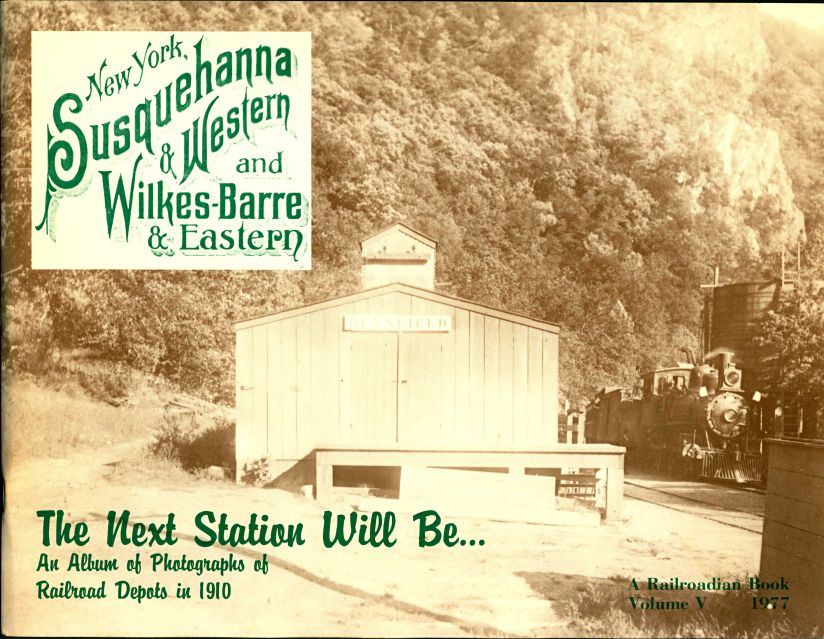 New York,
Susquehanna
& Western
and
Wilkes-Barre
& Eastern
DUNNFIELD
The Next Station Will Be...
An Album of Photographs of
Railroad Depots in 1910
A Railroadian Book
Volume V 1977